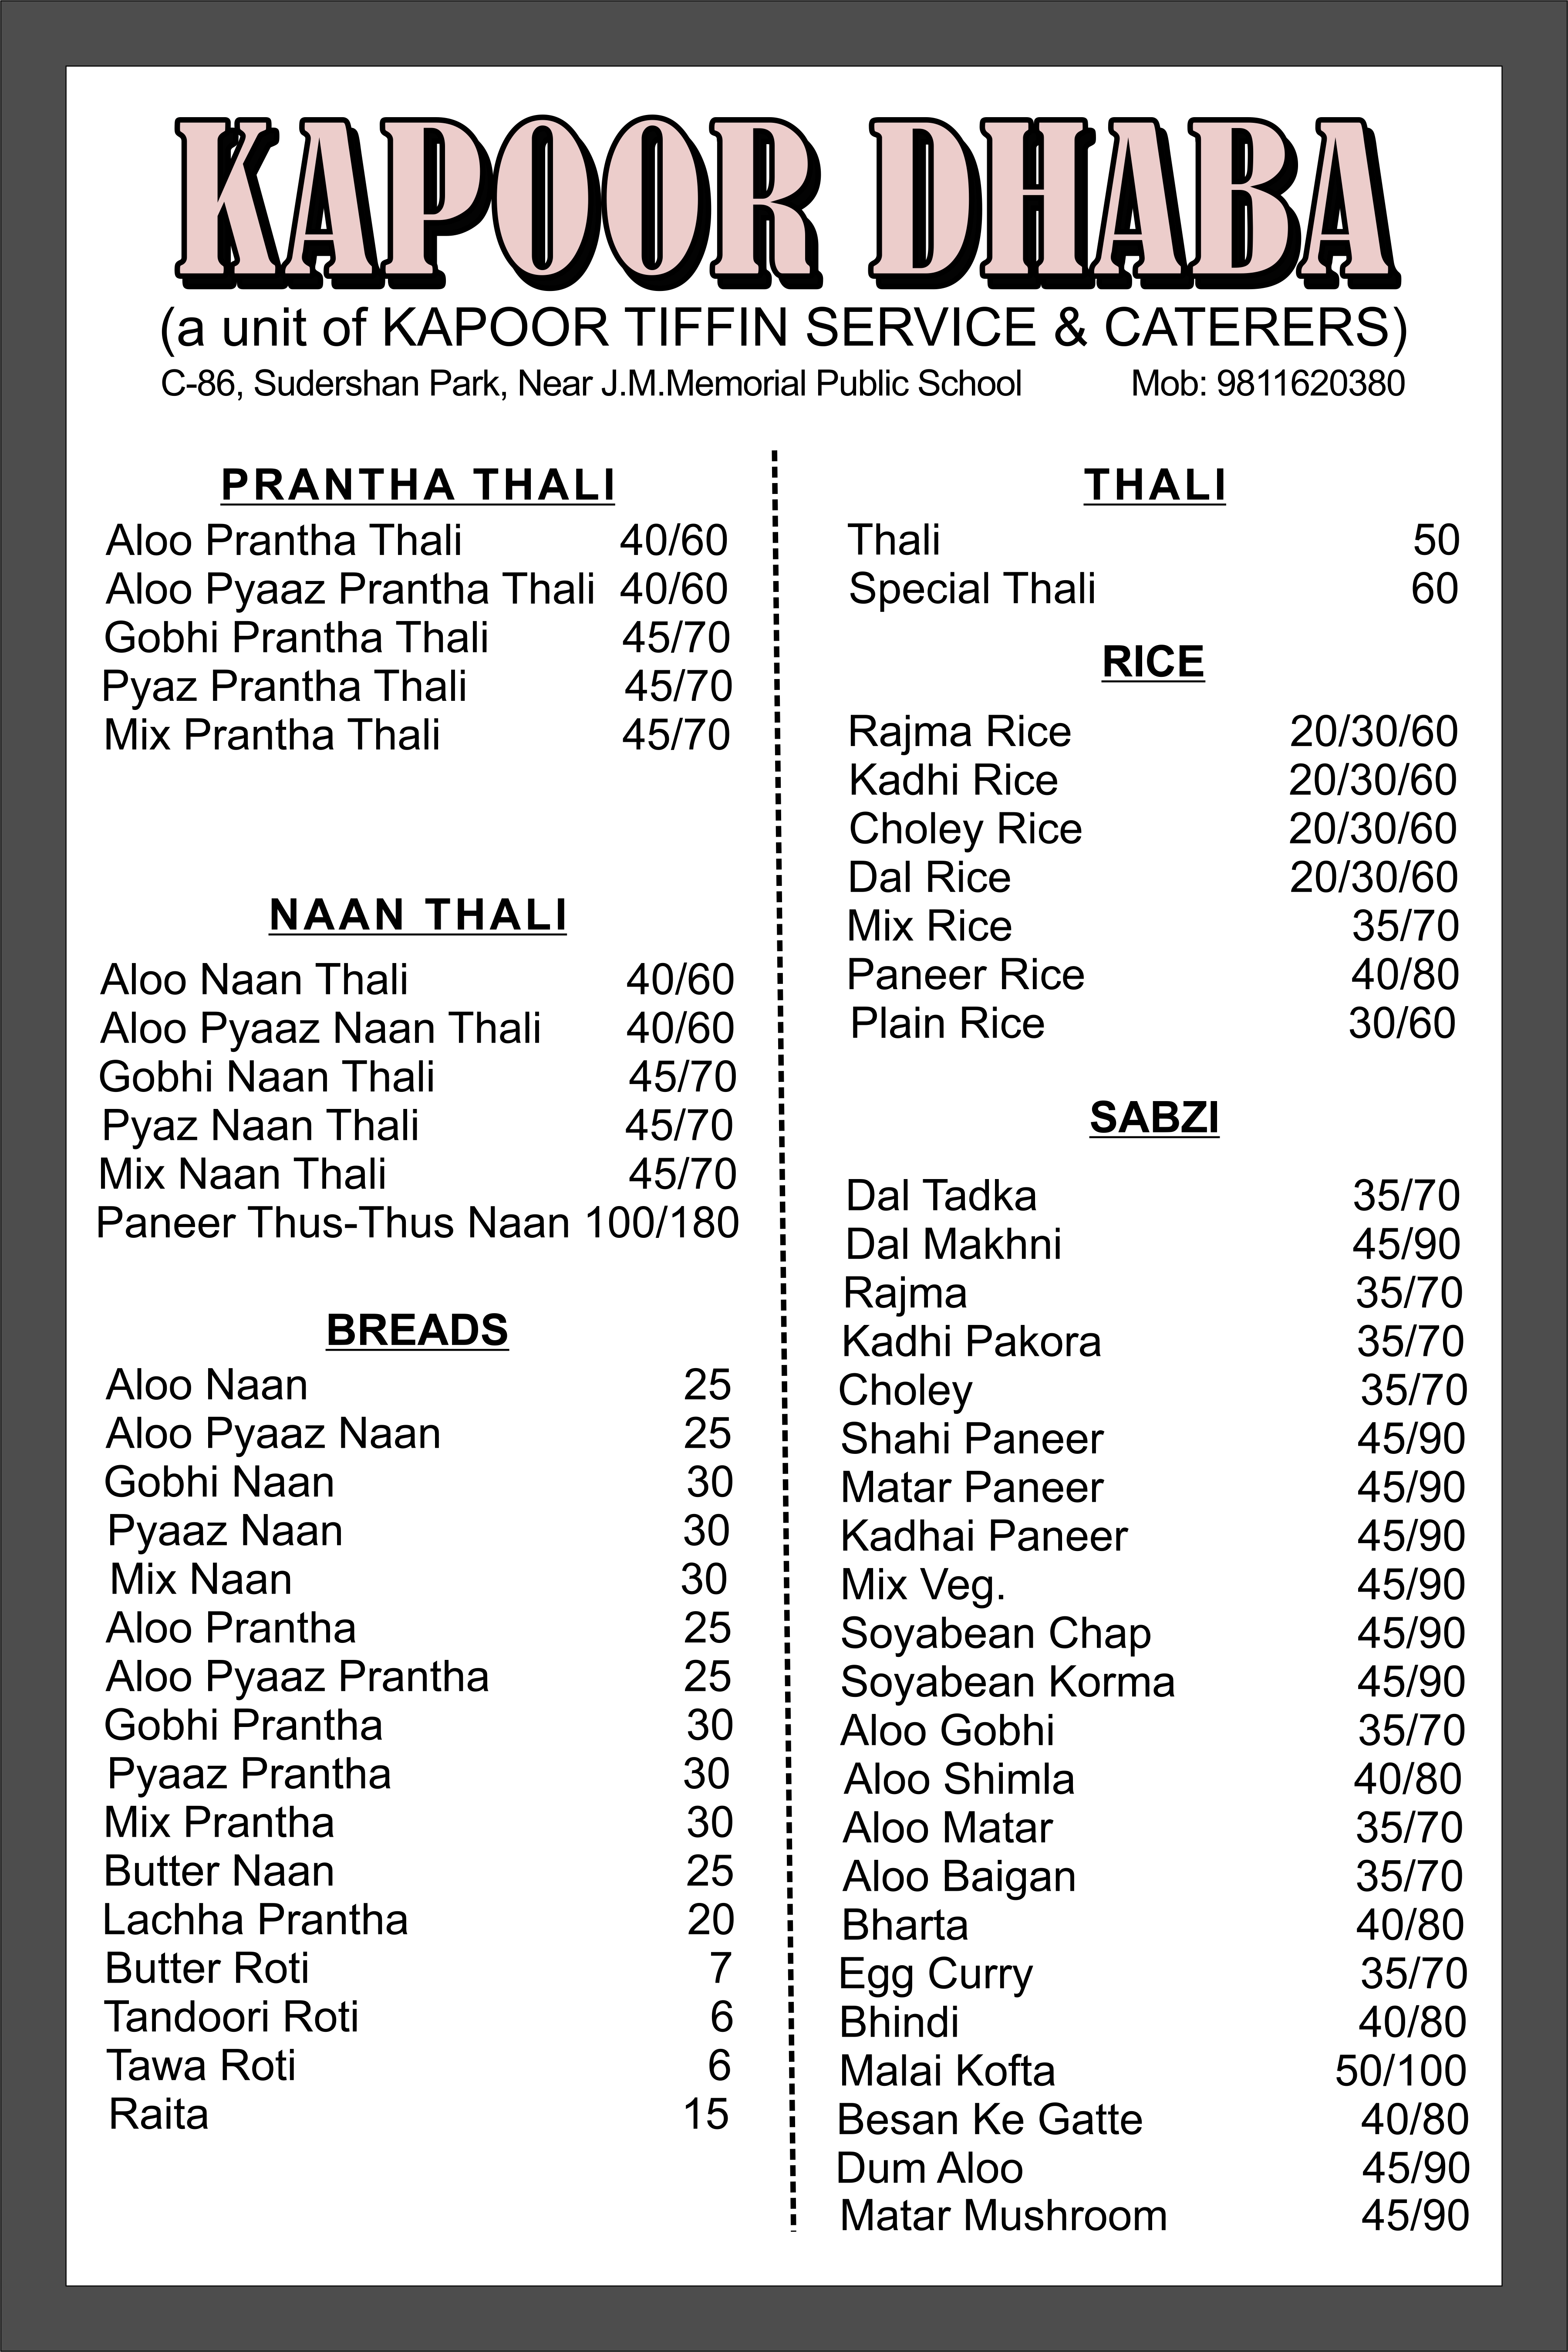 KAPOOR DHABA
(a unit of KAPOOR TIFFIN SERVICE & CATERERS)
C-86, Sudershan Park, Near J.M.Memorial Public School Mob: 9811620380
PRANTHA THALI
Aloo Prantha Thali 40/60
Aloo Pyaaz Prantha Thali 40/60
Gobhi Prantha Thali 45/70
Pyaz Prantha Thali 45/70
Mix Prantha Thali 45/70
NAAN THALI
Aloo Naan Thali 40/60
Aloo Pyaaz Naan Thali 40/60
Gobhi Naan Thali 45/70
Pyaz Naan Thali 45/70
Mix Naan Thali 45/70
Paneer Thus-Thus Naan 100/180
BREADS
Aloo Naan 25
Aloo Pyaaz Naan 25
Gobhi Naan 30
Pyaaz Naan 30
Mix Naan 30
Aloo Prantha 25
Aloo Pyaaz Prantha 25
Gobhi Prantha 30
Pyaaz Prantha 30
Mix Prantha 30
Butter Naan 25
Lachha Prantha 20
Butter Roti 7
Tandoori Roti 6
Tawa Roti 6
Raita 15
THALI
Thali 50
Special Thali 60
RICE
Rajma Rice 20/30/60
Kadhi Rice 20/30/60
Choley Rice 20/30/60
Dal Rice 20/30/60
Mix Rice 35/70
Paneer Rice 40/80
Plain Rice 30/60
SABZI
Dal Tadka 35/70
Dal Makhni 45/90
Rajma 35/70
Kadhi Pakora 35/70
Choley 35/70
Shahi Paneer 45/90
Matar Paneer 45/90
Kadhai Paneer 45/90
Mix Veg. 45/90
Soyabean Chap 45/90
Soyabean Korma 45/90
Aloo Gobhi 35/70
Aloo Shimla 40/80
Aloo Matar 35/70
Aloo Baigan 35/70
Bharta 40/80
Egg Curry 35/70
Bhindi 40/80
Malai Kofta 50/100
Besan Ke Gatte 40/80
Dum Aloo 45/90
Matar Mushroom 45/90